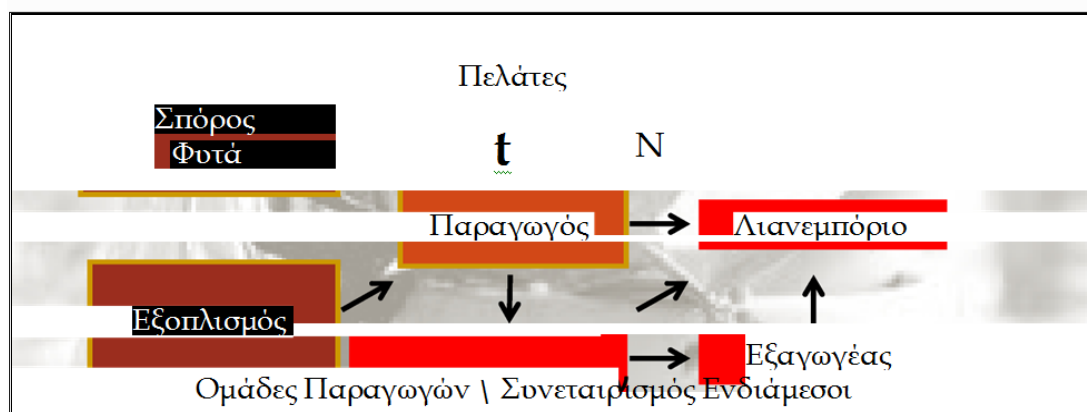 Πελάτες
Σπόρος
Φυτά
t
N
Παραγωγός
Λιανεμπόριο
Εξοπλισμός
Εξαγωγέας
Ομάδες Παραγωγών \ Συνεταιρισμός Ενδιάμεσοι